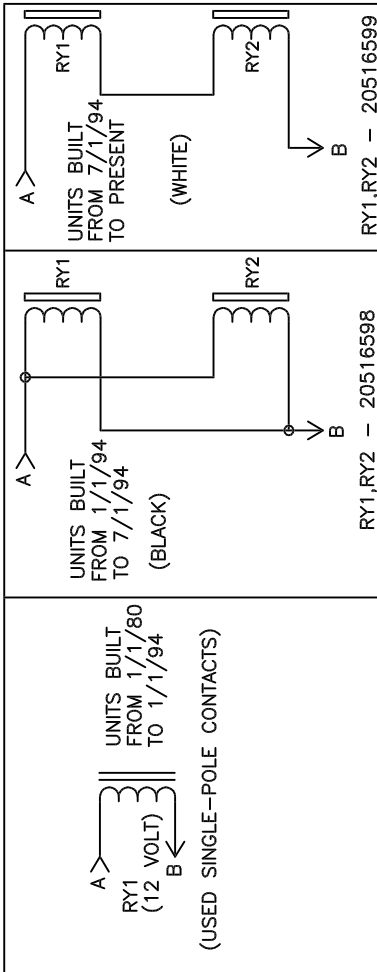 A
RY1
(12 VOLT)
B
UNITS BUILT
FROM 1/1/80
TO 1/1/94
(USED SINGLE-POLE CONTACTS)
A
UNITS BUILT
FROM 1/1/94
TO 7/1/94
(BLACK)
RY1
RY2
B
RY1,RY2 - 20516598
A
UNITS BUILT
FROM 7/1/94
TO PRESENT
(WHITE)
RY1
RY2
B
RY1,RY2 - 20516599